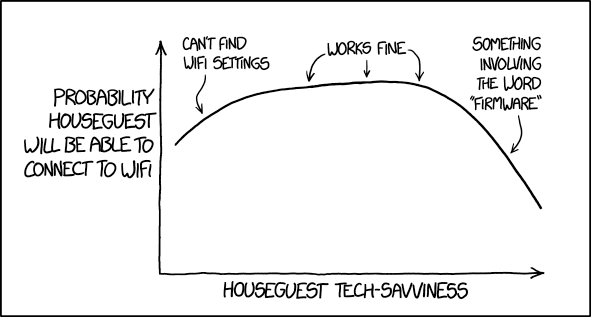 CAN'T FIND
WIFI SETTINGS
WORKS FINE
SOMETHING
INVOLVING
THE WORD
"FIRMWARE"
PROBABILITY
HOUSEGUEST
WILL BE ABLE TO
CONNECT TO WIFI
HOUSEGUEST TECH-SAVVINESS